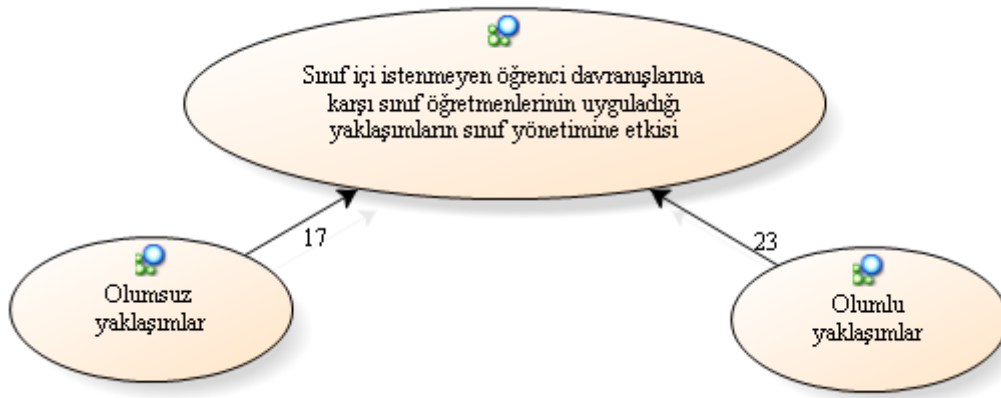 Sınıf içi istenmeyen öğrenci davranışlarına
karşı sınıf öğretmenlerinin uyguladığı
yaklaşımların sınıf yönetimine etkisi
17
23
Olumsuz
yaklaşımlar
Olumlu
yaklaşımlar